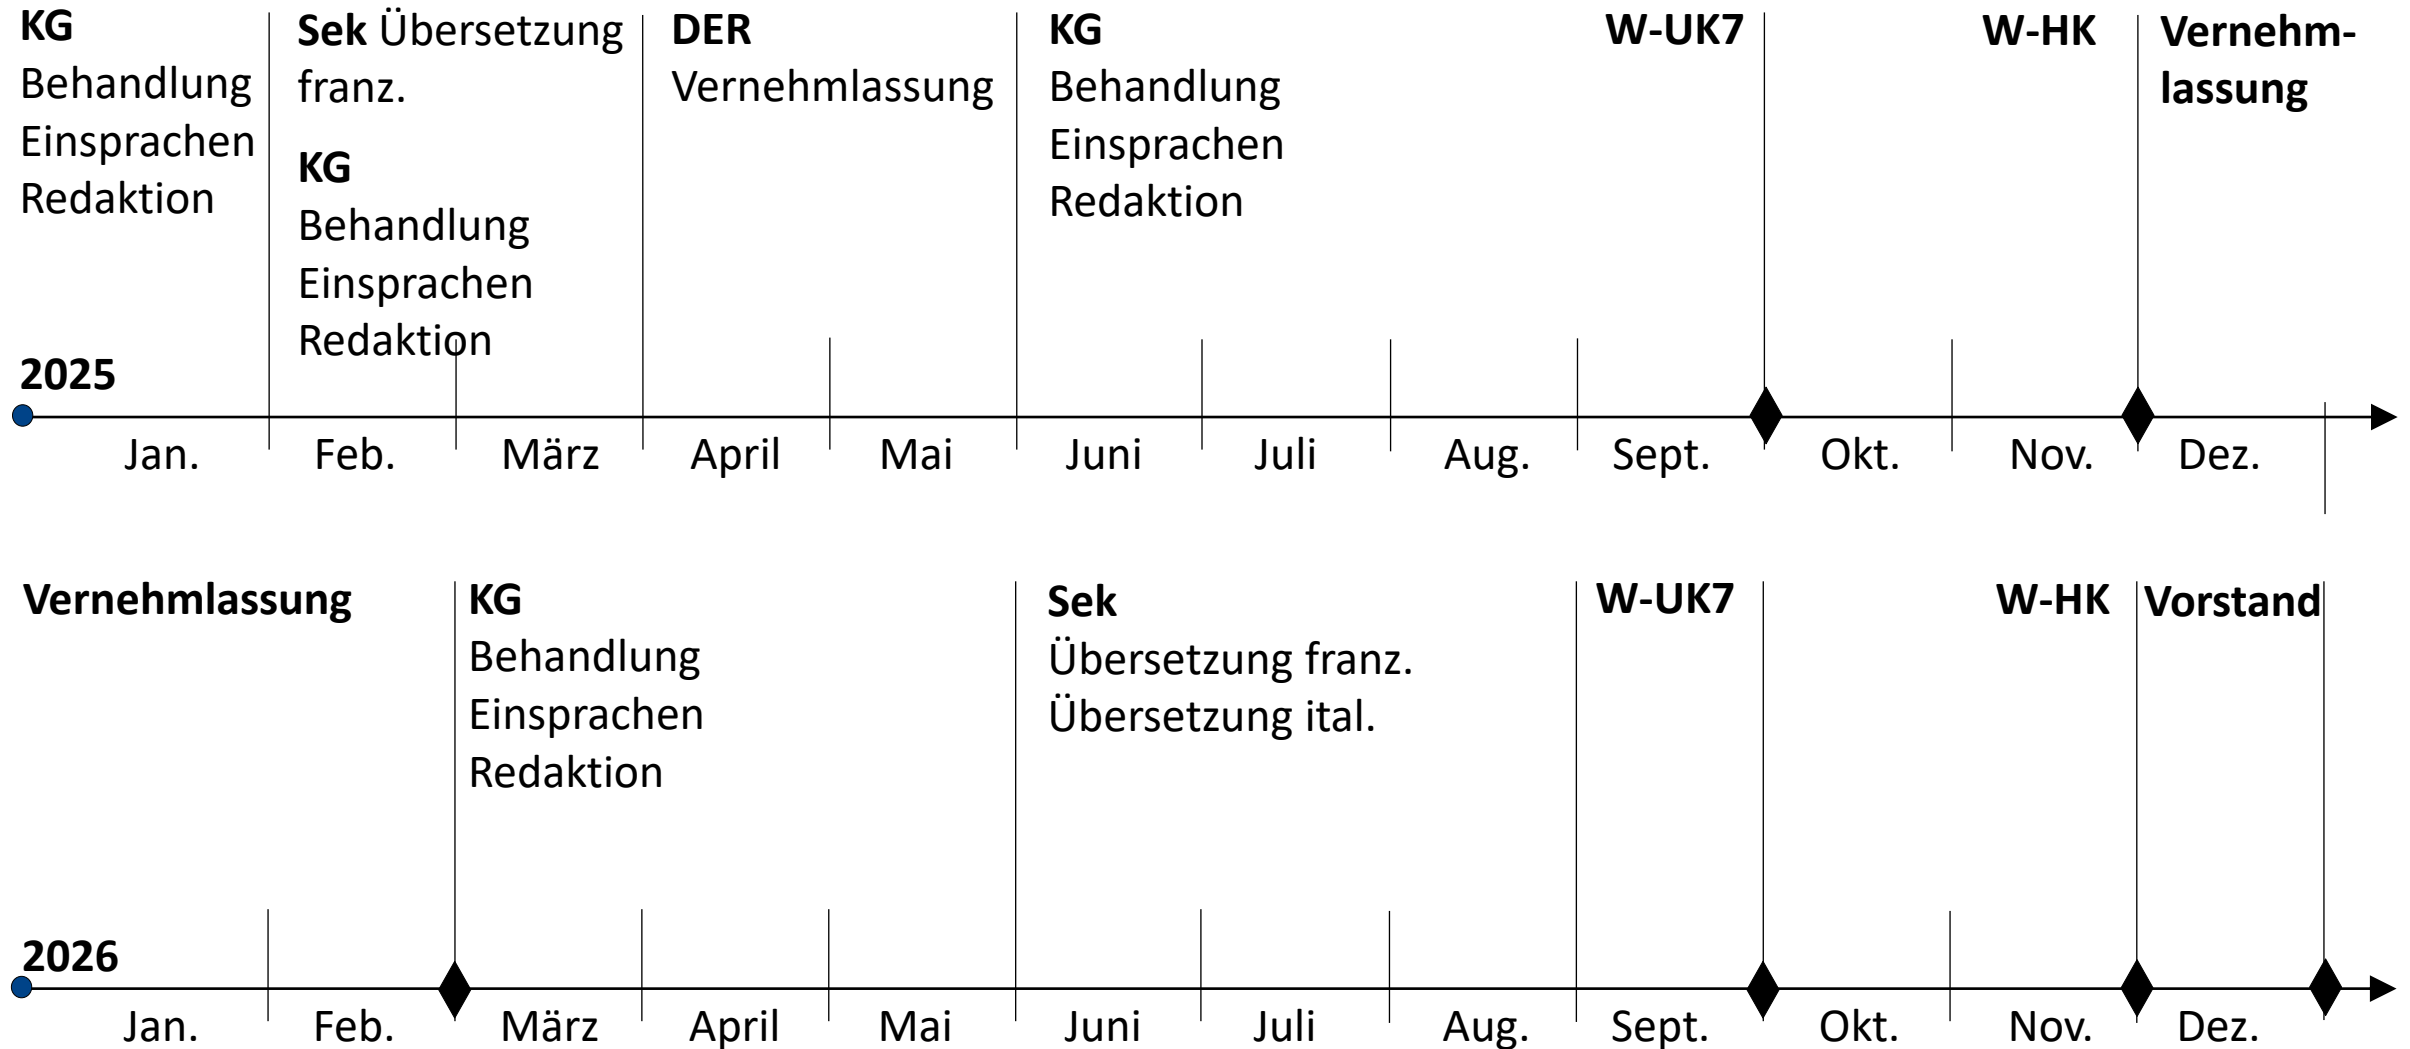 KG
Behandlung
Einsprachen
Redaktion
Sek Übersetzung
franz.
KG
Behandlung
Einsprachen
Redaktion
DER
Vernehmlassung
KG
Behandlung
Einsprachen
Redaktion
W-UK7
W-HK
Vernehm-
lassung
2025
Jan.
Feb.
März
April
Mai
Juni
Juli
Aug.
Sept.
Okt.
Nov.
Dez.
Vernehmlassung
KG
Behandlung
Einsprachen
Redaktion
Sek
Übersetzung franz.
Übersetzung ital.
W-UK7
W-HK
Vorstand
2026
Jan.
Feb.
März
April
Mai
Juni
Juli
Aug.
Sept.
Okt.
Nov.
Dez.